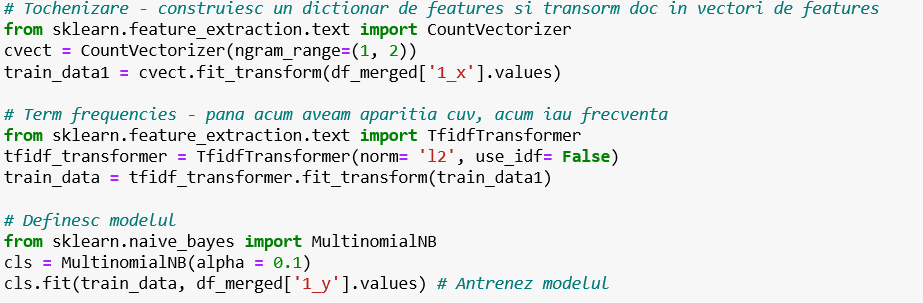 # Tochenizare - construiesc un dictionar de features si transorm doc in vectori de features
from sklearn.feature_extraction.text import CountVectorizer
cvect = CountVectorizer(ngram_range=(1, 2))
train_data1 = cvect.fit_transform(df_merged['1_x'].values)

# Term frequencies - pana acum aveam aparitia cuv, acum iau frecventa
from sklearn.feature_extraction.text import TfidfTransformer
tfidf_transformer = TfidfTransformer(norm= 'l2', use_idf= False)
train_data = tfidf_transformer.fit_transform(train_data1)

# Definesc modelul
from sklearn.naive_bayes import MultinomialNB
cls = MultinomialNB(alpha = 0.1)
cls.fit(train_data, df_merged['1_y'].values) # Antrenez modelul